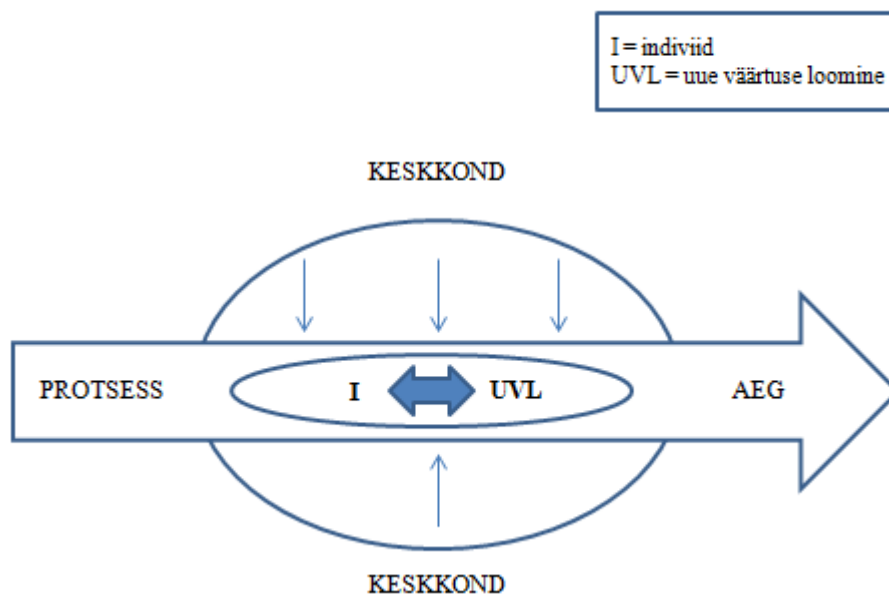 I = indiviid
UVL = uue väärtuse loomine
KESKKOND
PROTSESS I UVL AEG
KESKKOND